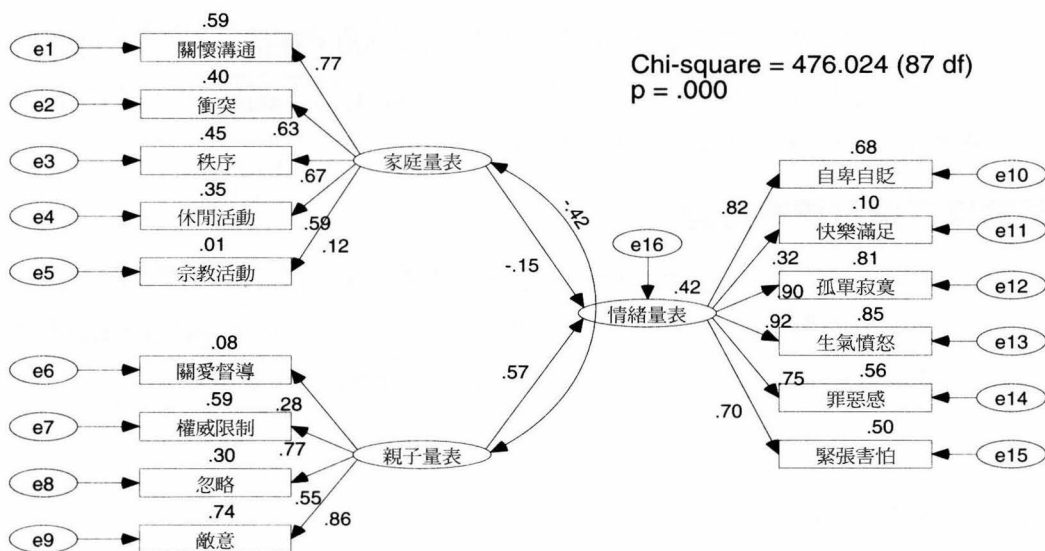 .59
e1
關懷溝通
.77
Chi-square = 476.024 (87 df)
p = .000
.40
e2
衝突
.63
.45
e3
秩序
家庭量表
.67
.35
e4
休閒活動
.59
.01
.12
e5
宗教活動
-.42
-.15
e16
.42
情緒量表
.68
自卑自貶
e10
.82
.10
快樂滿足
e11
.32
.81
孤單寂寞
e12
.90
.85
.92
生氣憤怒
e13
.56
.75
罪惡感
e14
.70
.50
緊張害怕
e15
.08
e6
關愛督導
.57
.59
.28
e7
權威限制
.77
親子量表
.30
e8
忽略
.55
.86
.74
e9
敵意